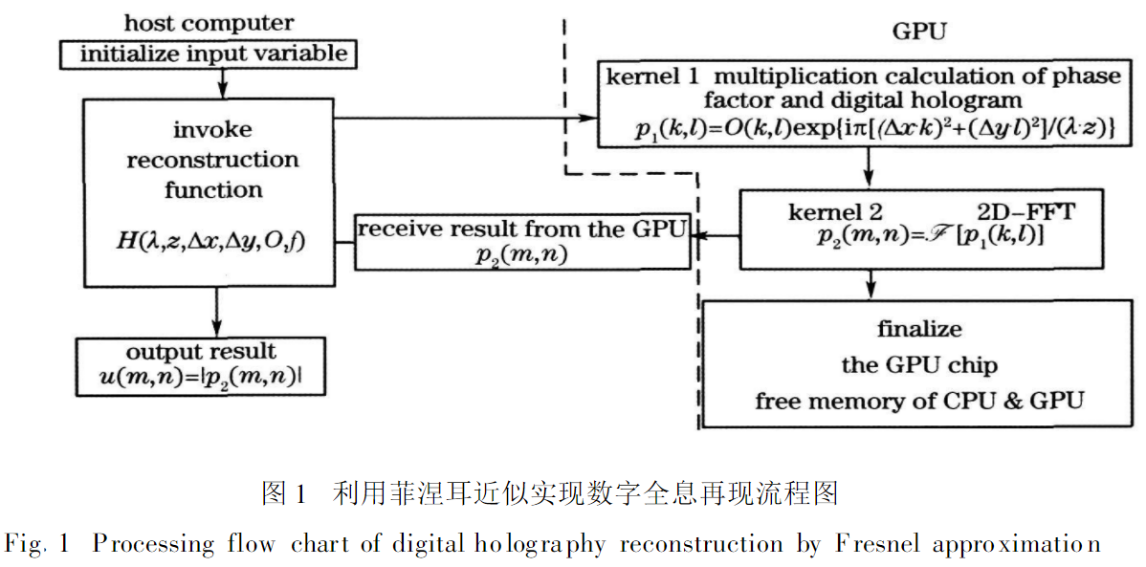 host computer
initialize input variable
invoke
reconstruction
function
H(λ,z,Δx,Δy,O,f)
output result
u(m,n)=|p₂(m,n)|
receive result from the GPU
p₂(m,n)
GPU
kernel 1 multiplication calculation of phase
factor and digital hologram
p₁(k,l)=O(k,l)exp{iπ[(Δx·k)²+(Δy·l)²]/(λ·z)}
kernel 2 2D-FFT
p₂(m,n)=ℱ[p₁(k,l)]
finalize
the GPU chip
free memory of CPU & GPU
图 1 利用菲涅耳近似实现数字全息再现流程图
Fig. 1 Processing flow chart of digital holography reconstruction by Fresnel approximation